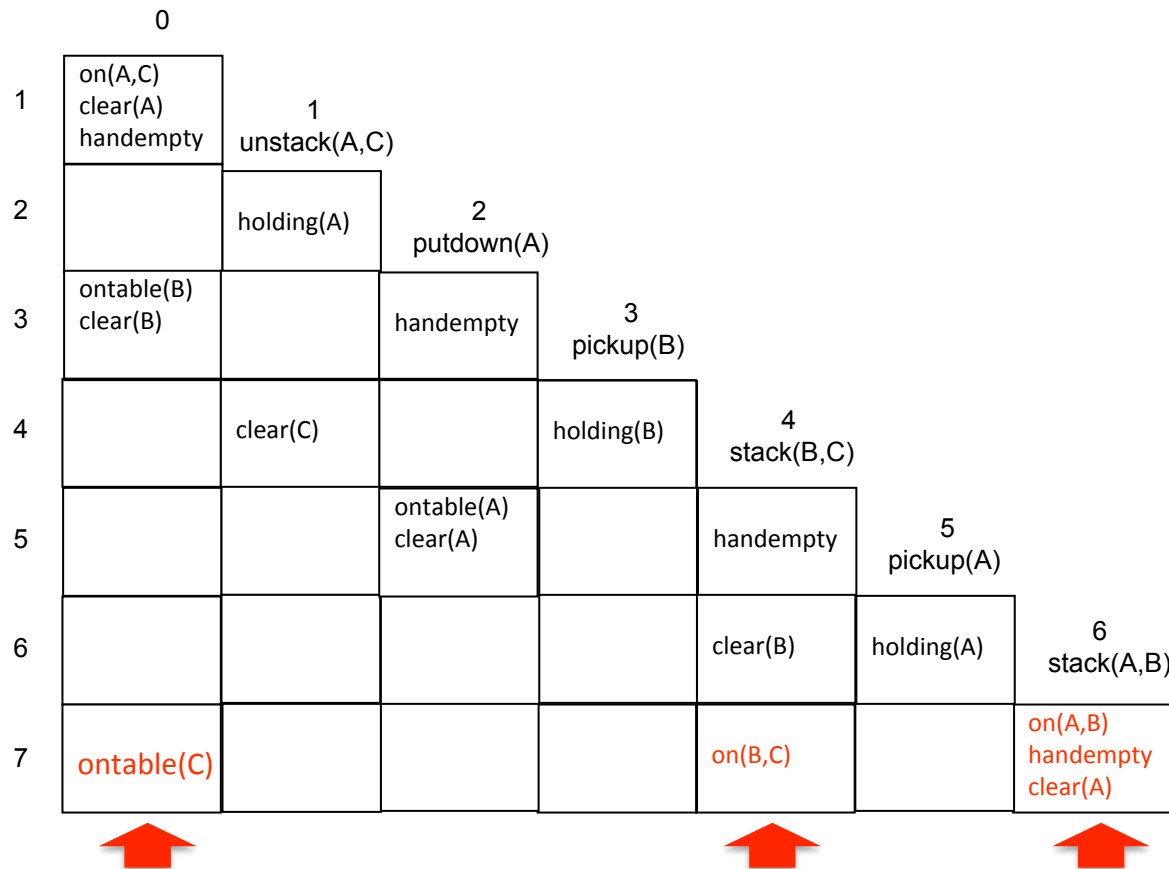 0
1
on(A,C)
clear(A)
handempty
1
unstack(A,C)
2
holding(A)
2
putdown(A)
3
ontable(B)
clear(B)
handempty
3
pickup(B)
4
clear(C)
holding(B)
4
stack(B,C)
5
ontable(A)
clear(A)
handempty
5
pickup(A)
6
clear(B)
holding(A)
6
stack(A,B)
7
ontable(C)
on(B,C)
on(A,B)
handempty
clear(A)